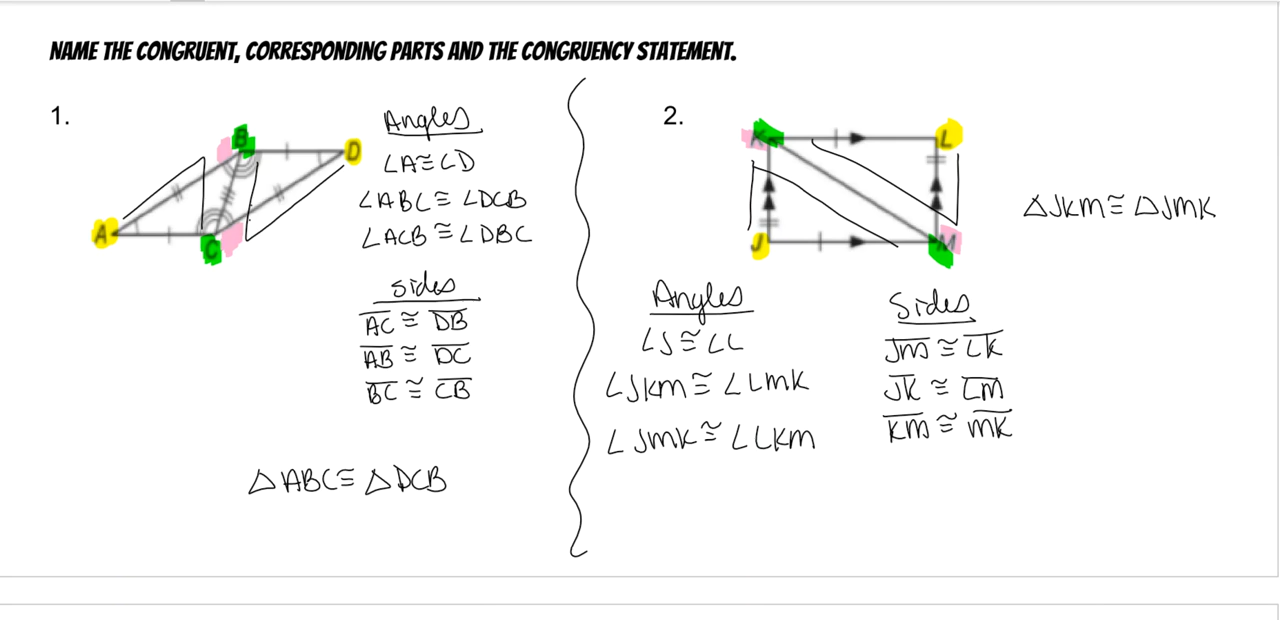 NAME THE CONGRUENT, CORRESPONDING PARTS AND THE CONGRUENCY STATEMENT.
1.
B
D
A
C
Angles
∠A≅∠D
∠ABC≅∠DCB
∠ACB≅∠DBC
Sides
AC≅DB
AB≅DC
BC≅CB
△ABC≅△DCB
2.
K
L
J
M
△JKM≅△JMK
Angles
∠J≅∠L
∠JKM≅∠LMK
∠JMK≅∠LKM
Sides
JM≅LK
JK≅LM
KM≅MK